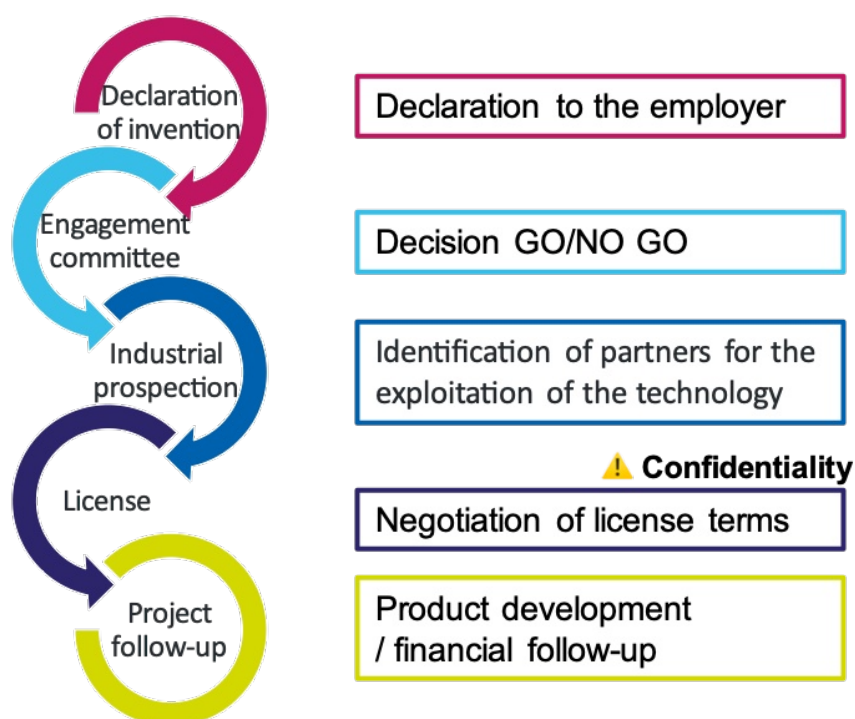 Declaration
of invention
Declaration to the employer
Engagement
committee
Decision GO/NO GO
Industrial
prospection
Identification of partners for the
exploitation of the technology
Confidentiality
License
Negotiation of license terms
Project
follow-up
Product development
/ financial follow-up